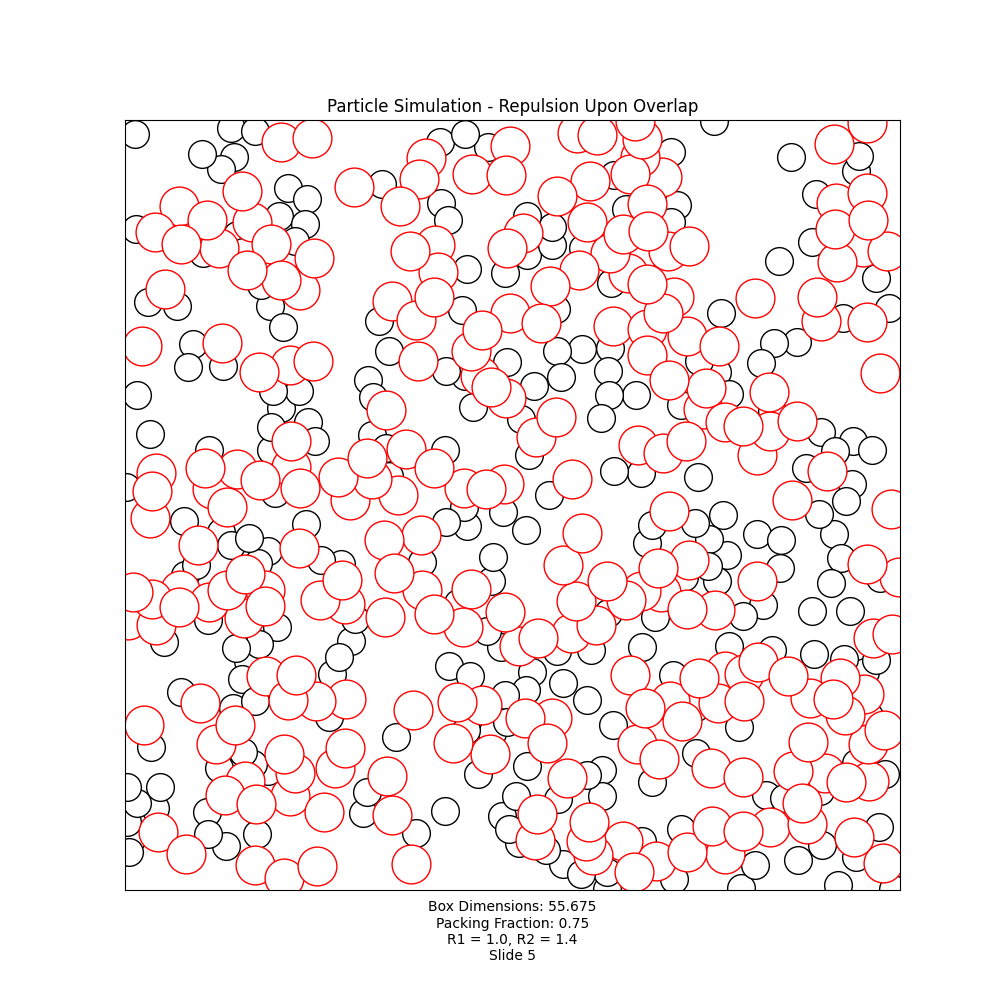 Particle Simulation - Repulsion Upon Overlap
Box Dimensions: 55.675
Packing Fraction: 0.75
R1 = 1.0, R2 = 1.4
Slide 5